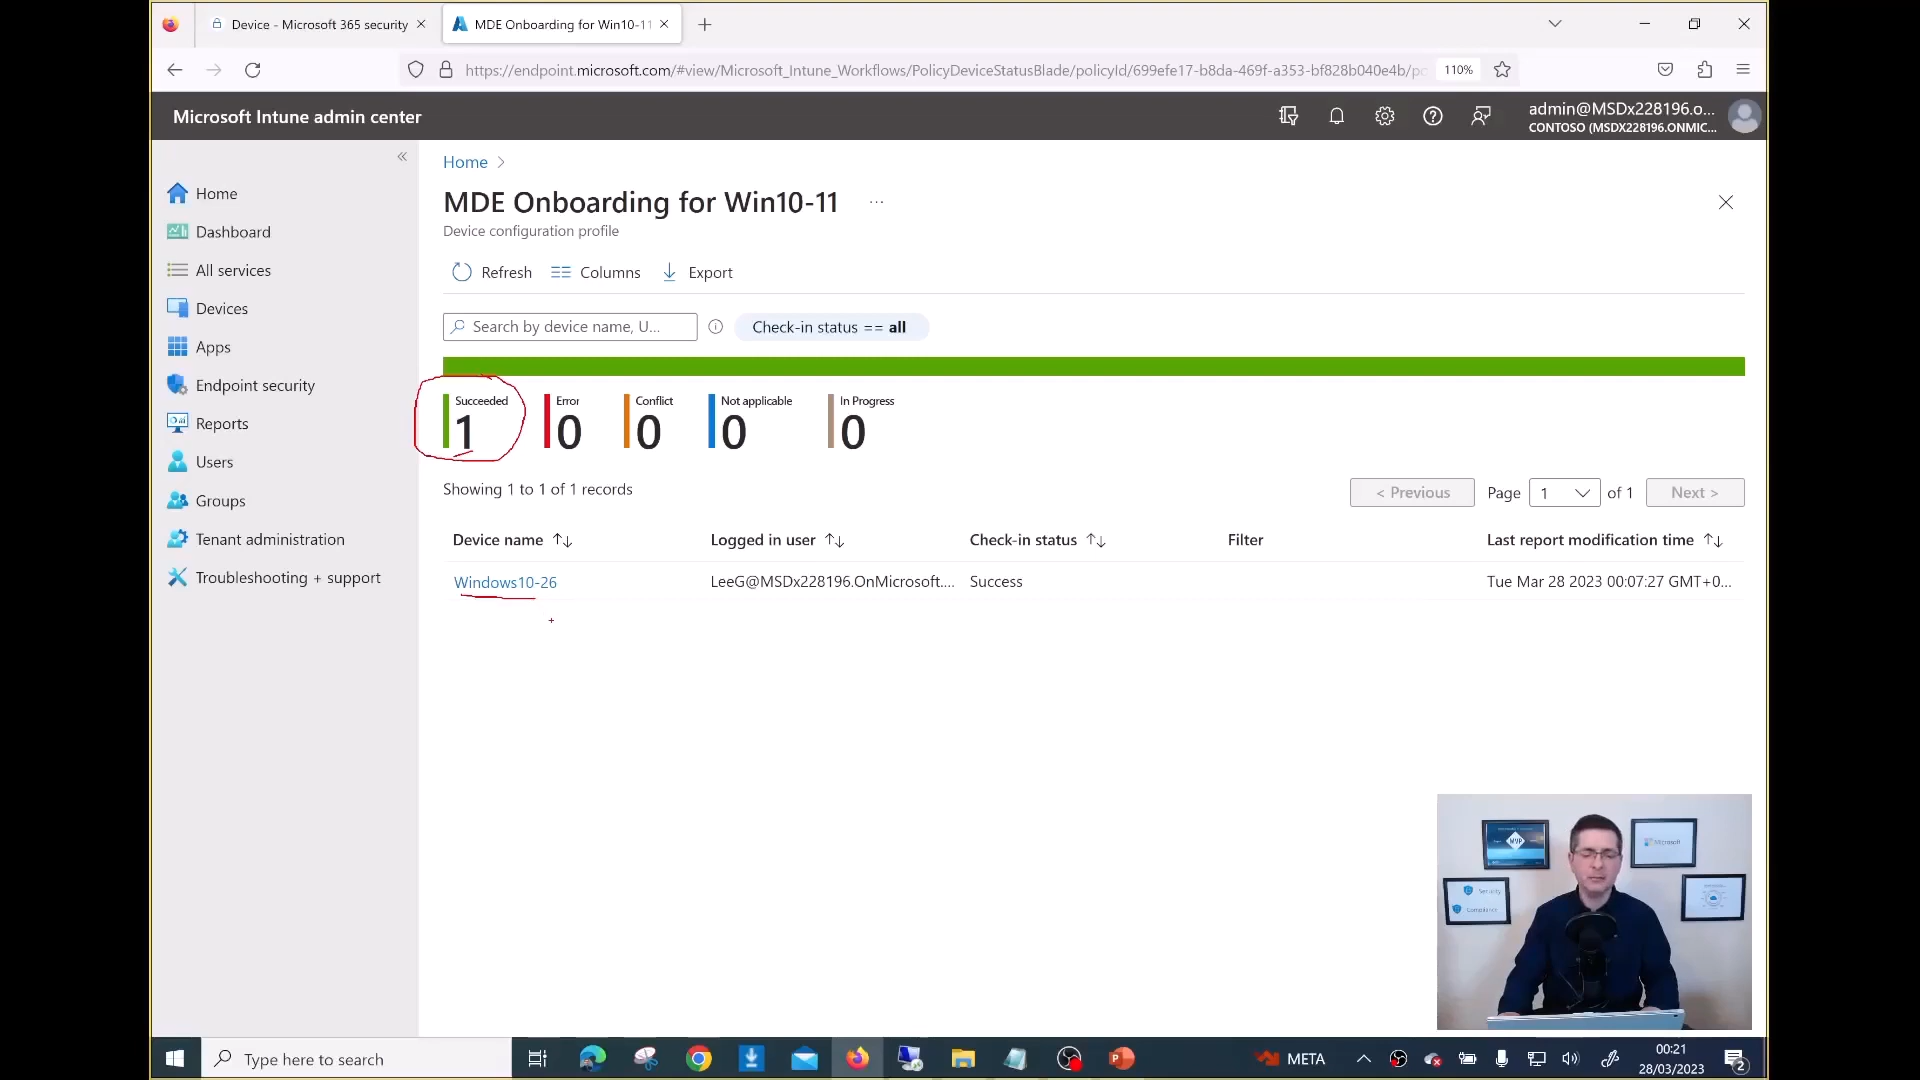 Device - Microsoft 365 security
MDE Onboarding for Win10-11
https://endpoint.microsoft.com/#view/Microsoft_Intune_Workflows/PolicyDeviceStatusBlade/policyId/699efe17-b8da-469f-a353-bf828b040e4b/pc
110%
Microsoft Intune admin center
admin@MSDx228196.o...
CONTOSO (MSDX228196.ONMIC...
Home
Dashboard
All services
Devices
Apps
Endpoint security
Reports
Users
Groups
Tenant administration
Troubleshooting + support
Home >
MDE Onboarding for Win10-11 ...
Device configuration profile
Refresh Columns Export
Search by device name, U... Check-in status == all
Succeeded Error Conflict Not applicable In Progress
1 0 0 0 0
Showing 1 to 1 of 1 records
< Previous Page 1 of 1 Next >
Device name Logged in user Check-in status Filter Last report modification time
Windows10-26 LeeG@MSDx228196.OnMicrosoft.... Success Tue Mar 28 2023 00:07:27 GMT+0...
MVP
Microsoft
Security
Compliance
Type here to search
META
00:21
28/03/2023
2